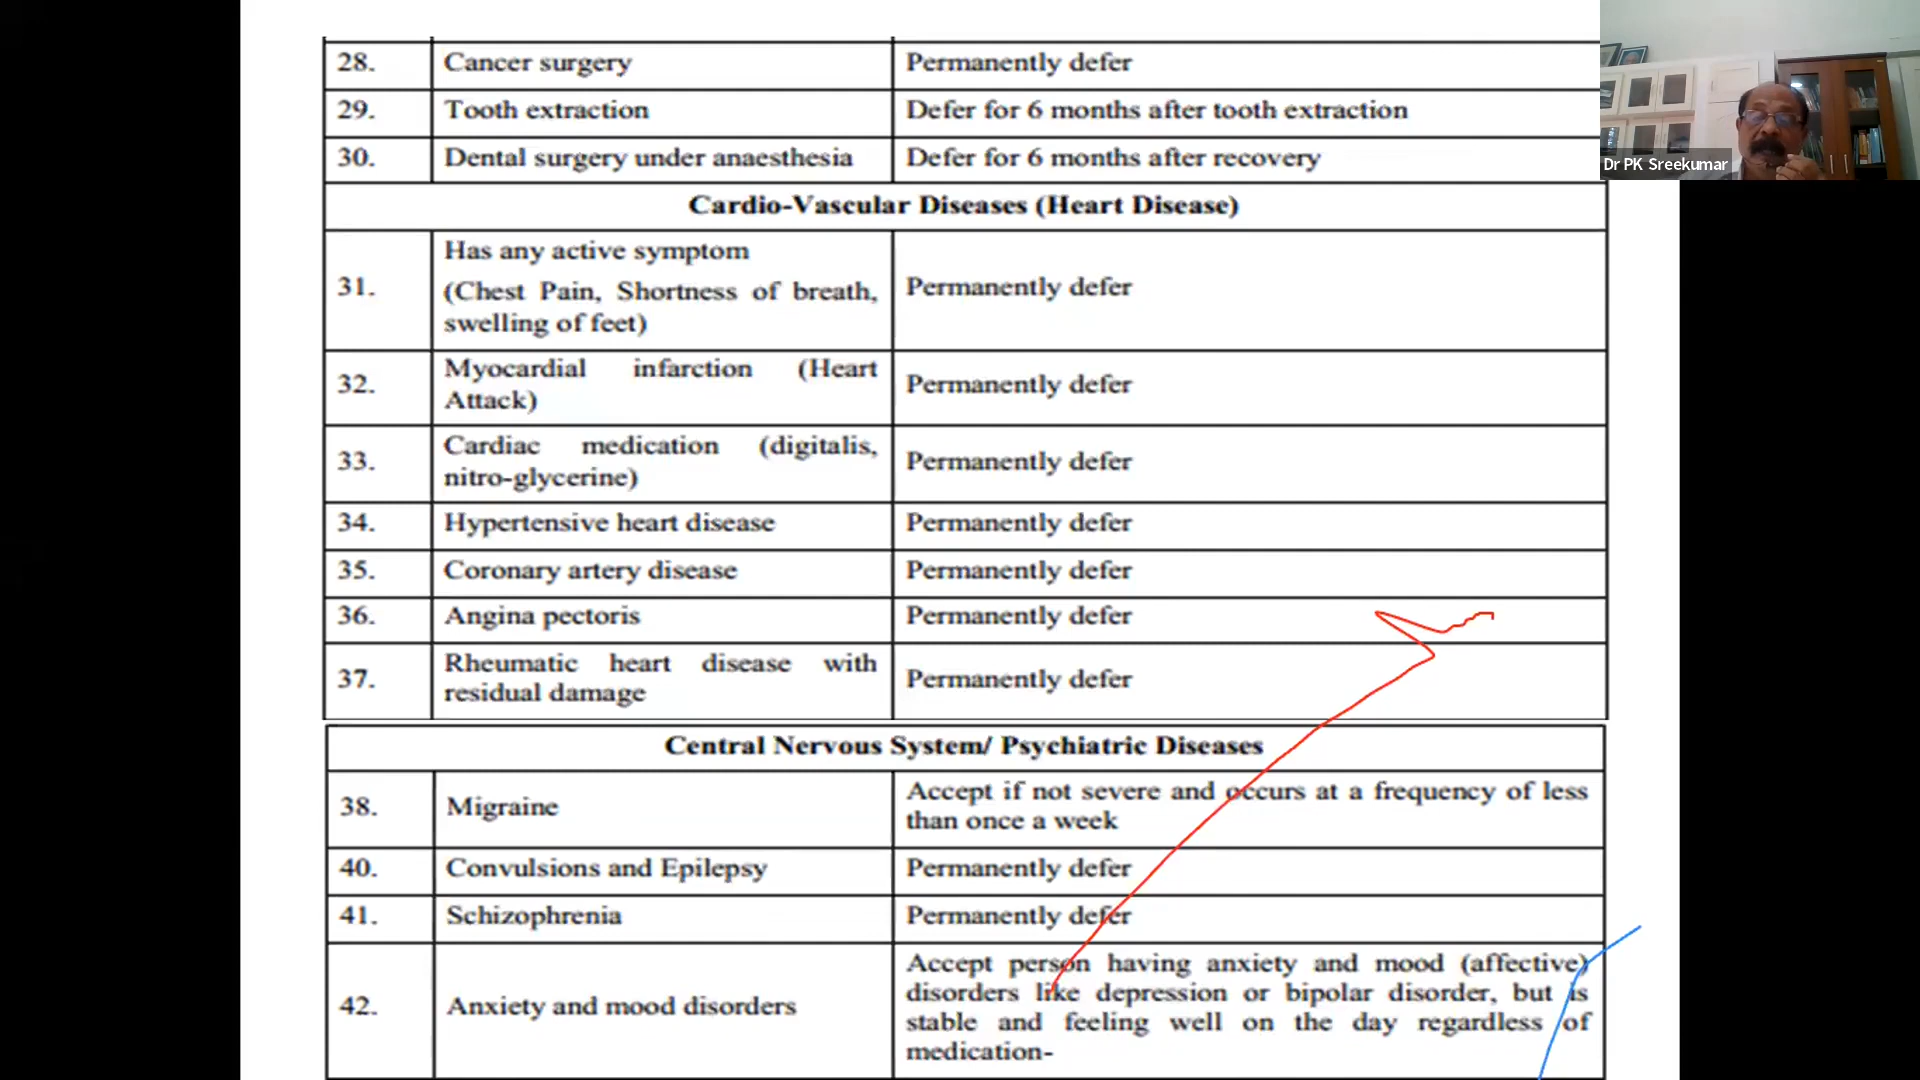 28. Cancer surgery Permanently defer
29. Tooth extraction Defer for 6 months after tooth extraction
30. Dental surgery under anaesthesia Defer for 6 months after recovery
Cardio-Vascular Diseases (Heart Disease)
31. Has any active symptom
(Chest Pain, Shortness of breath,
swelling of feet)
Permanently defer
32. Myocardial infarction (Heart
Attack)
Permanently defer
33. Cardiac medication (digitalis,
nitro-glycerine)
Permanently defer
34. Hypertensive heart disease Permanently defer
35. Coronary artery disease Permanently defer
36. Angina pectoris Permanently defer
37. Rheumatic heart disease with
residual damage
Permanently defer
Central Nervous System/ Psychiatric Diseases
38. Migraine Accept if not severe and occurs at a frequency of less
than once a week
40. Convulsions and Epilepsy Permanently defer
41. Schizophrenia Permanently defer
42. Anxiety and mood disorders Accept person having anxiety and mood (affective)
disorders like depression or bipolar disorder, but is
stable and feeling well on the day regardless of
medication-
Dr PK Sreekumar